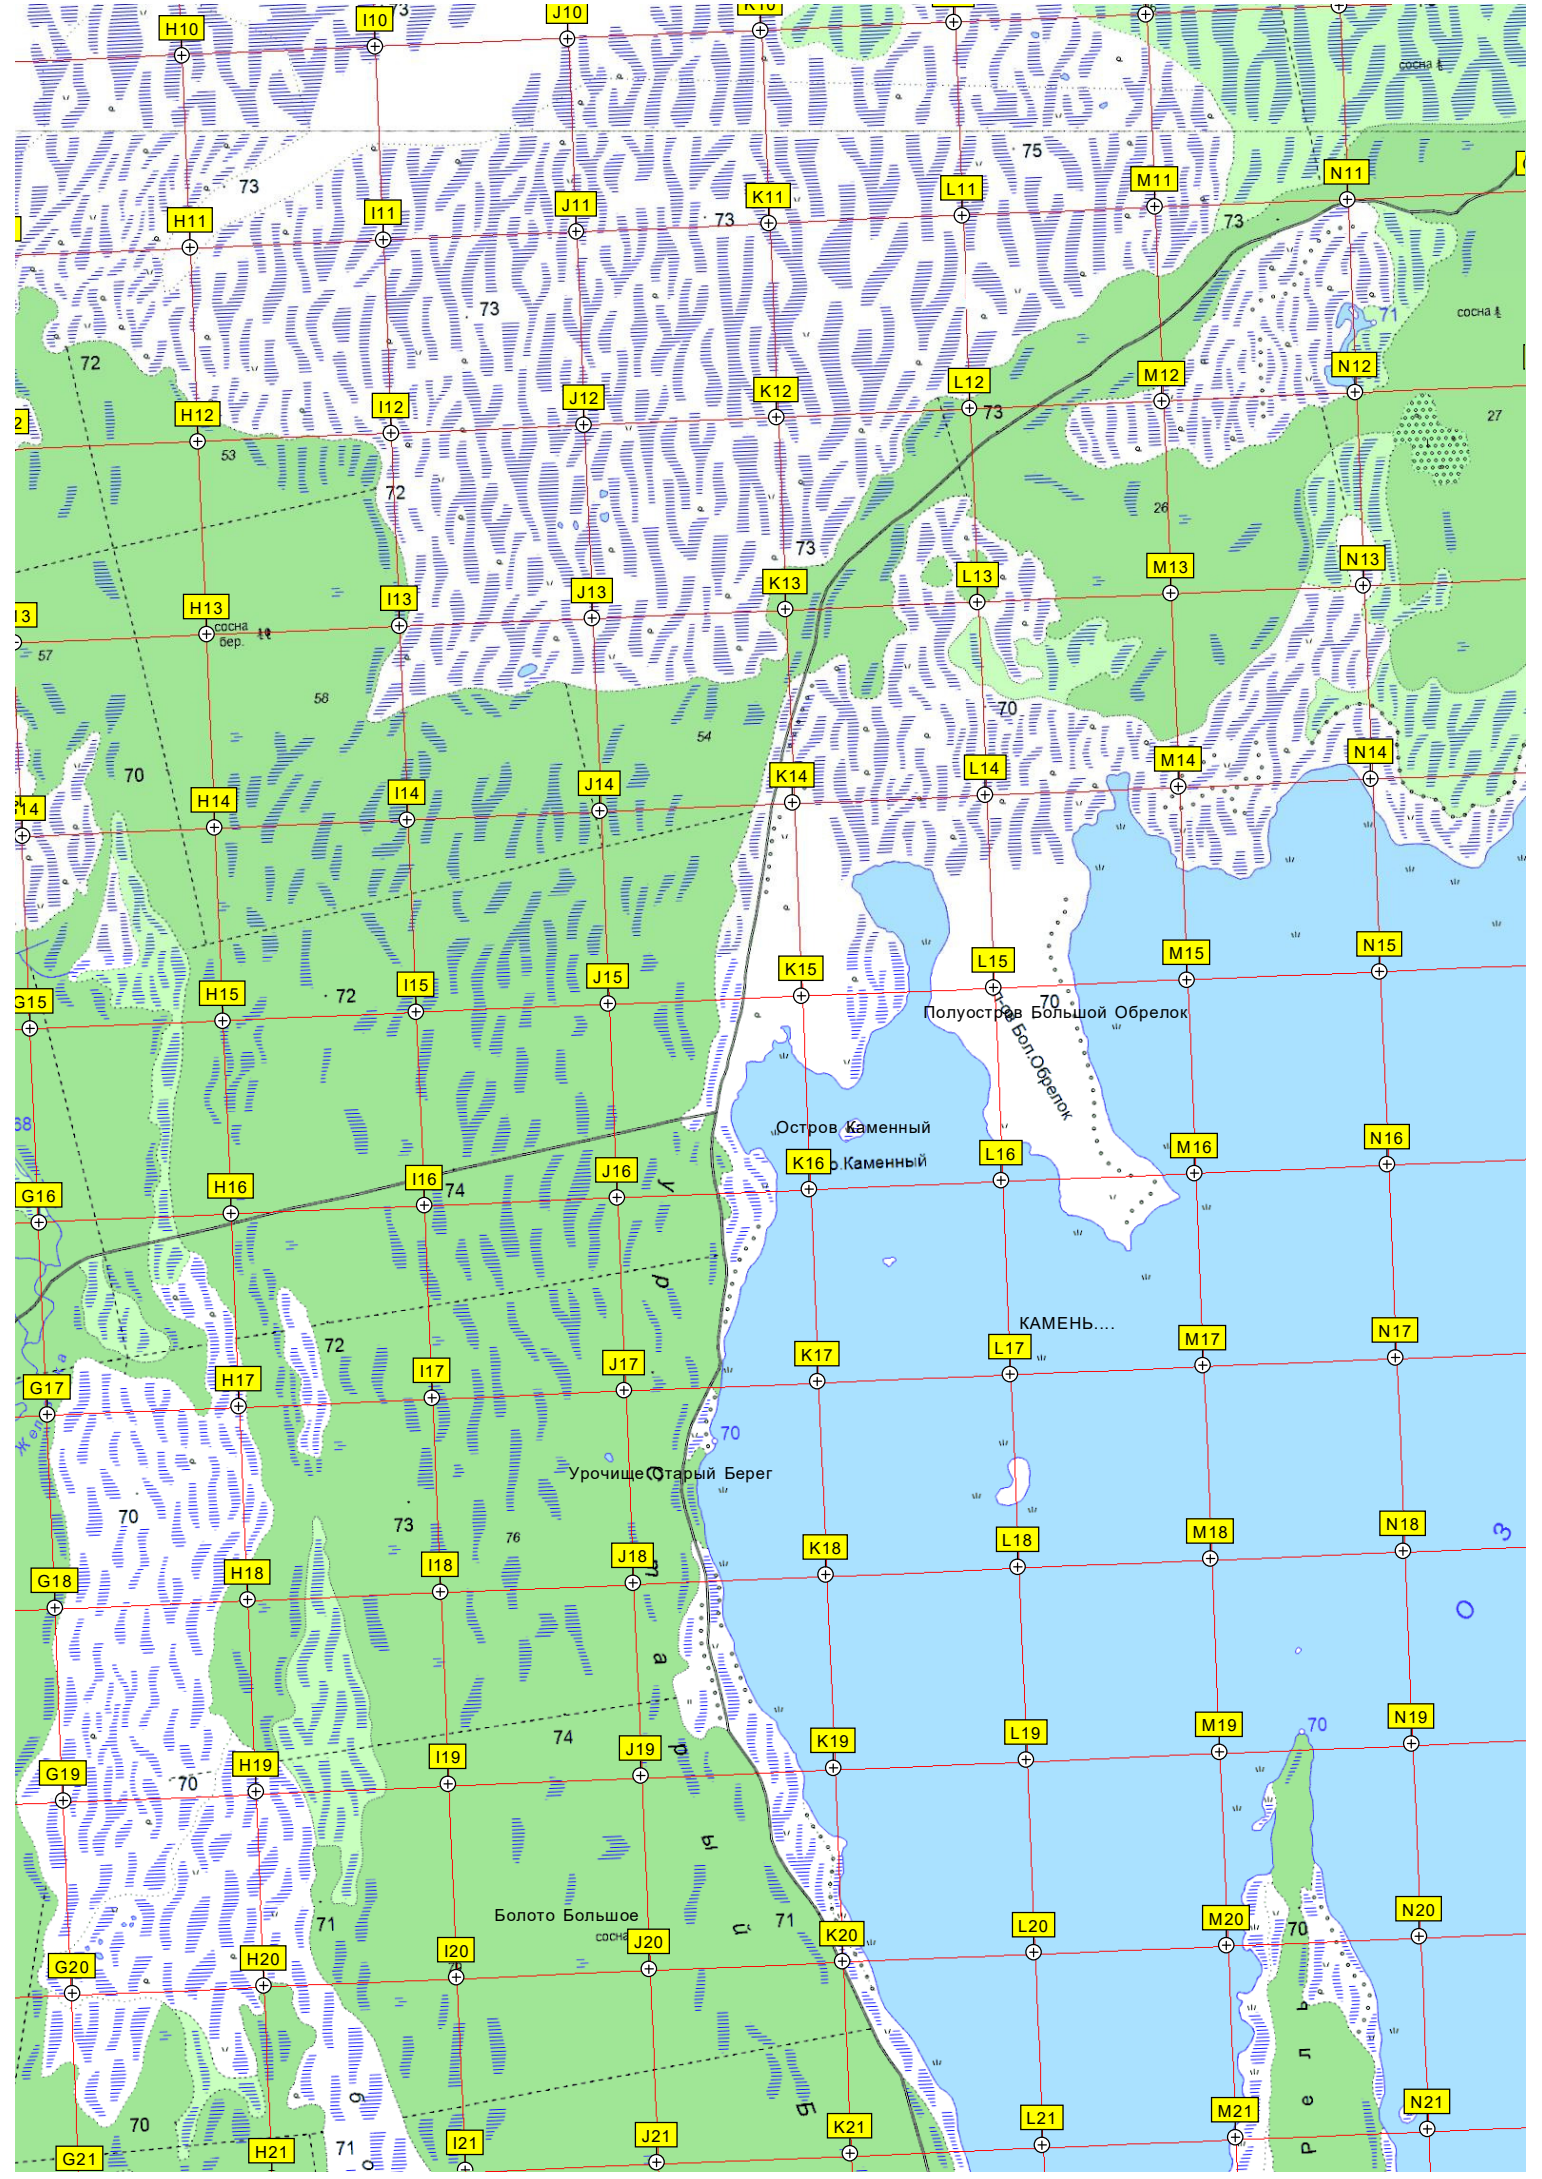 H10 I10 73 J10 K10
сосна
73 75
H11 I11 J11 K11 73 L11 M11 73 N11
73
71 сосна
72
H12 I12 J12 K12 L12 73 M12 N12
53 27
72
26
73
13 H13 I13 J13 K13 L13 M13 N13
сосна
бер.
57
58
54 70
70
14 H14 I14 J14 K14 L14 M14 N14
G15 H15 72 I15 J15 K15 L15 M15 N15
70
Полуостров Большой Обрелок
п-ов Бол.Обрелок
68
Остров Каменный
о.Каменный
G16 H16 I16 74 J16 K16 L16 M16 N16
КАМЕНЬ....
72
G17 H17 I17 J17 K17 L17 M17 N17
70
Урочище Старый Берег
70
73 76
G18 H18 I18 J18 K18 L18 M18 N18
О З
70
74
G19 H19 I19 J19 K19 L19 M19 N19
70
71
Болото Большое
сосна
71
70
G20 H20 I20 J20 K20 L20 M20 N20
у р . С т а р ы й Б
Р е л ь
б о
70 71
G21 H21 I21 J21 K21 L21 M21 N21